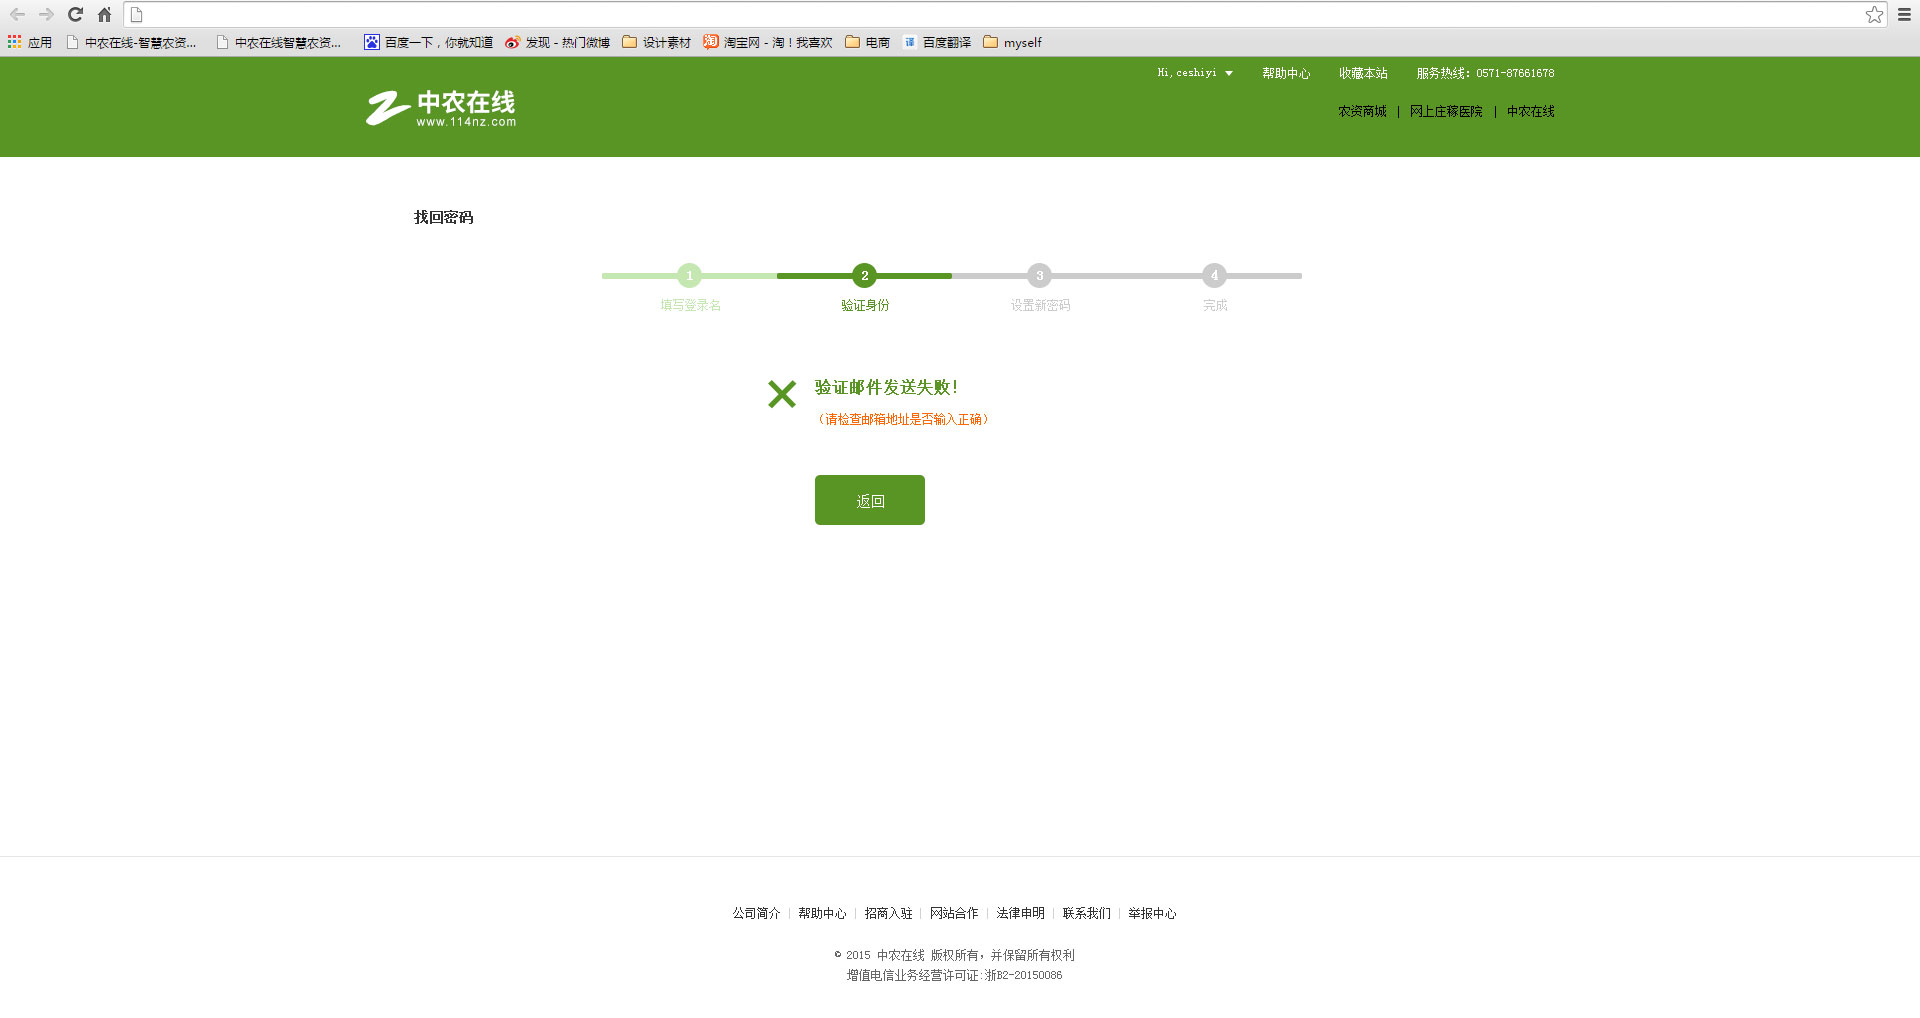 应用 中农在线-智慧农资... 中农在线智慧农资... 百度一下，你就知道 发现 - 热门微博 设计素材 淘宝网 - 淘！我喜欢 电商 百度翻译 myself
Hi,ceshiyi 帮助中心 收藏本站 服务热线：0571-87661678
中农在线
www.114nz.com
农资商城 | 网上庄稼医院 | 中农在线
找回密码
1 2 3 4
填写登录名 验证身份 设置新密码 完成
验证邮件发送失败！
（请检查邮箱地址是否输入正确）
返回
公司简介 | 帮助中心 | 招商入驻 | 网站合作 | 法律申明 | 联系我们 | 举报中心
© 2015 中农在线 版权所有，并保留所有权利
增值电信业务经营许可证:浙B2-20150086